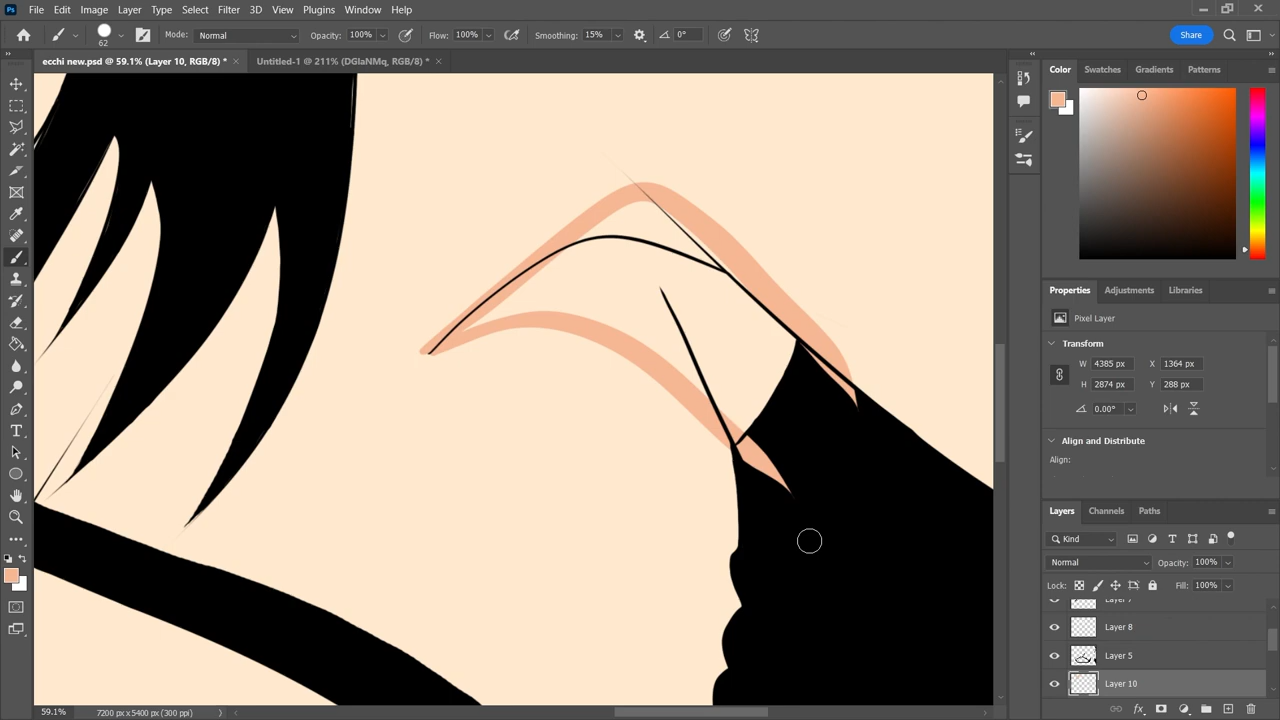 Ps File Edit Image Layer Type Select Filter 3D View Plugins Window Help
62 Mode: Normal Opacity: 100% Flow: 100% Smoothing: 15% 0° Share
ecchi new.psd @ 59.1% (Layer 10, RGB/8) * × Untitled-1 @ 211% (DGlaNMq, RGB/8) * ×
Color Swatches Gradients Patterns
Properties Adjustments Libraries
Pixel Layer
Transform
W 4385 px X 1364 px
H 2874 px Y 288 px
0.00°
Align and Distribute
Align:
Layers Channels Paths
Kind
Normal Opacity: 100%
Lock: Fill: 100%
Layer 7
Layer 8
Layer 5
Layer 10
fx
59.1% 7200 px x 5400 px (300 ppi)